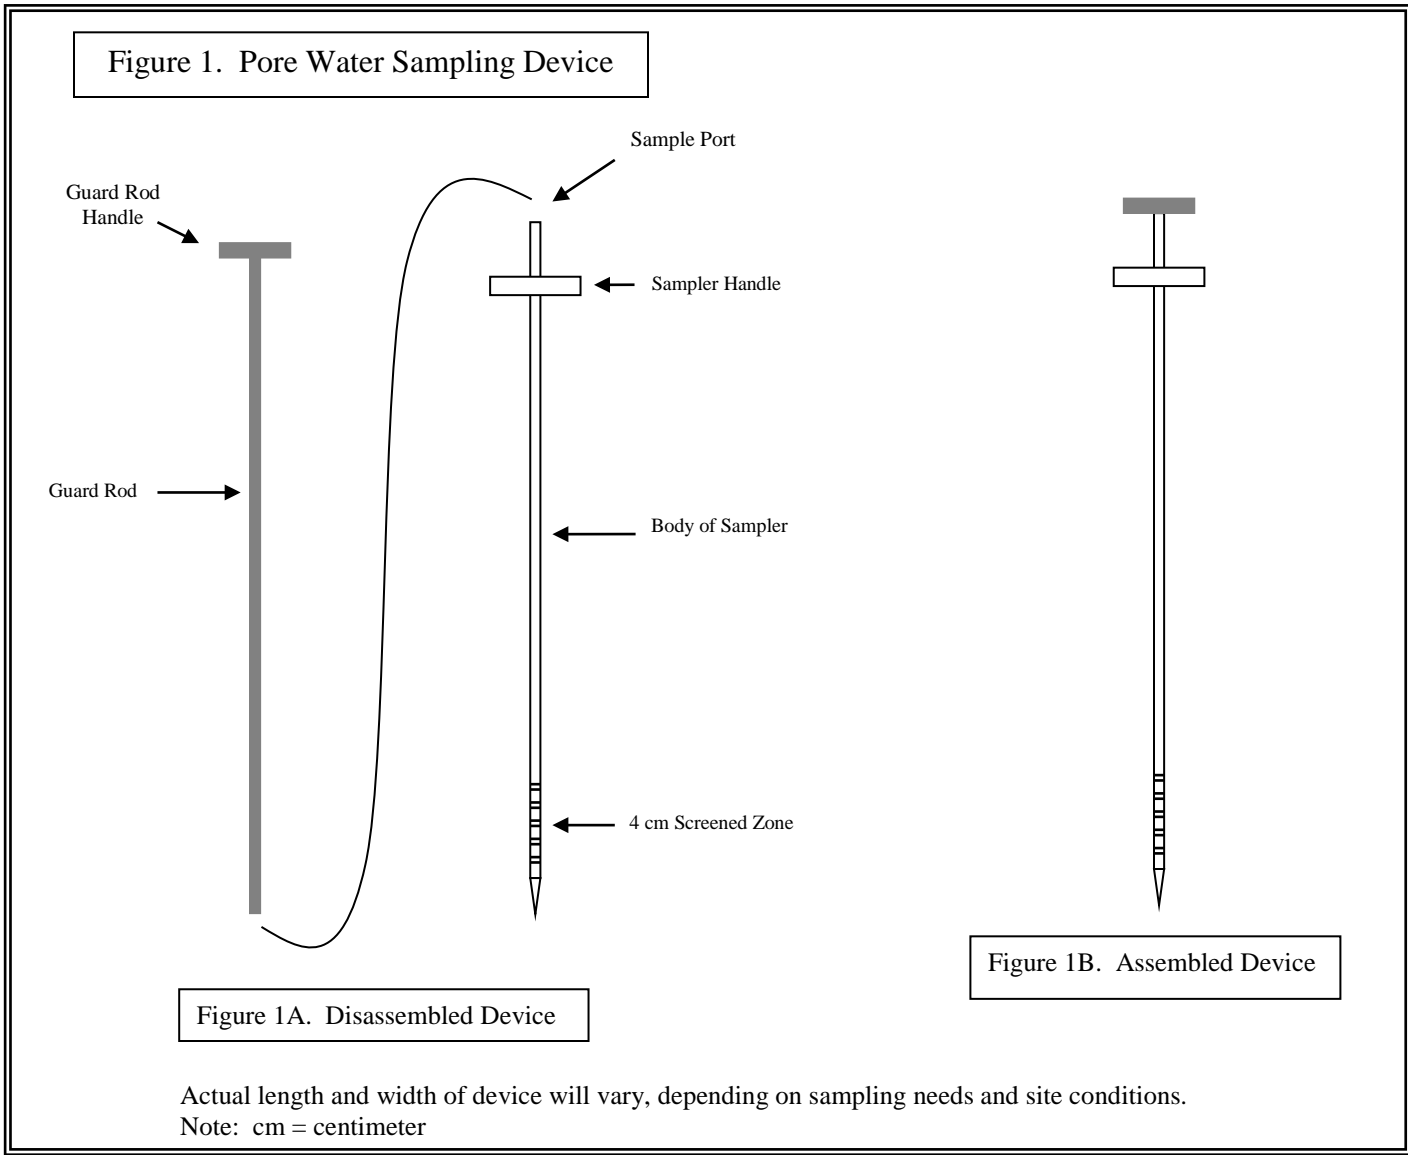 Figure 1. Pore Water Sampling Device
Sample Port
Guard Rod
Handle
Sampler Handle
Guard Rod
Body of Sampler
4 cm Screened Zone
Figure 1B. Assembled Device
Figure 1A. Disassembled Device
Actual length and width of device will vary, depending on sampling needs and site conditions.
Note: cm = centimeter